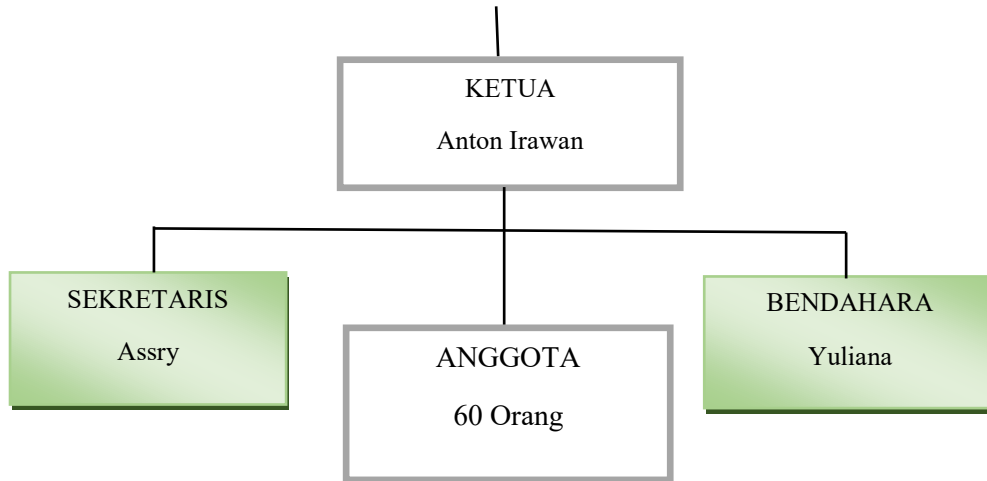 KETUA
Anton Irawan
SEKRETARIS
Assry
ANGGOTA
60 Orang
BENDAHARA
Yuliana